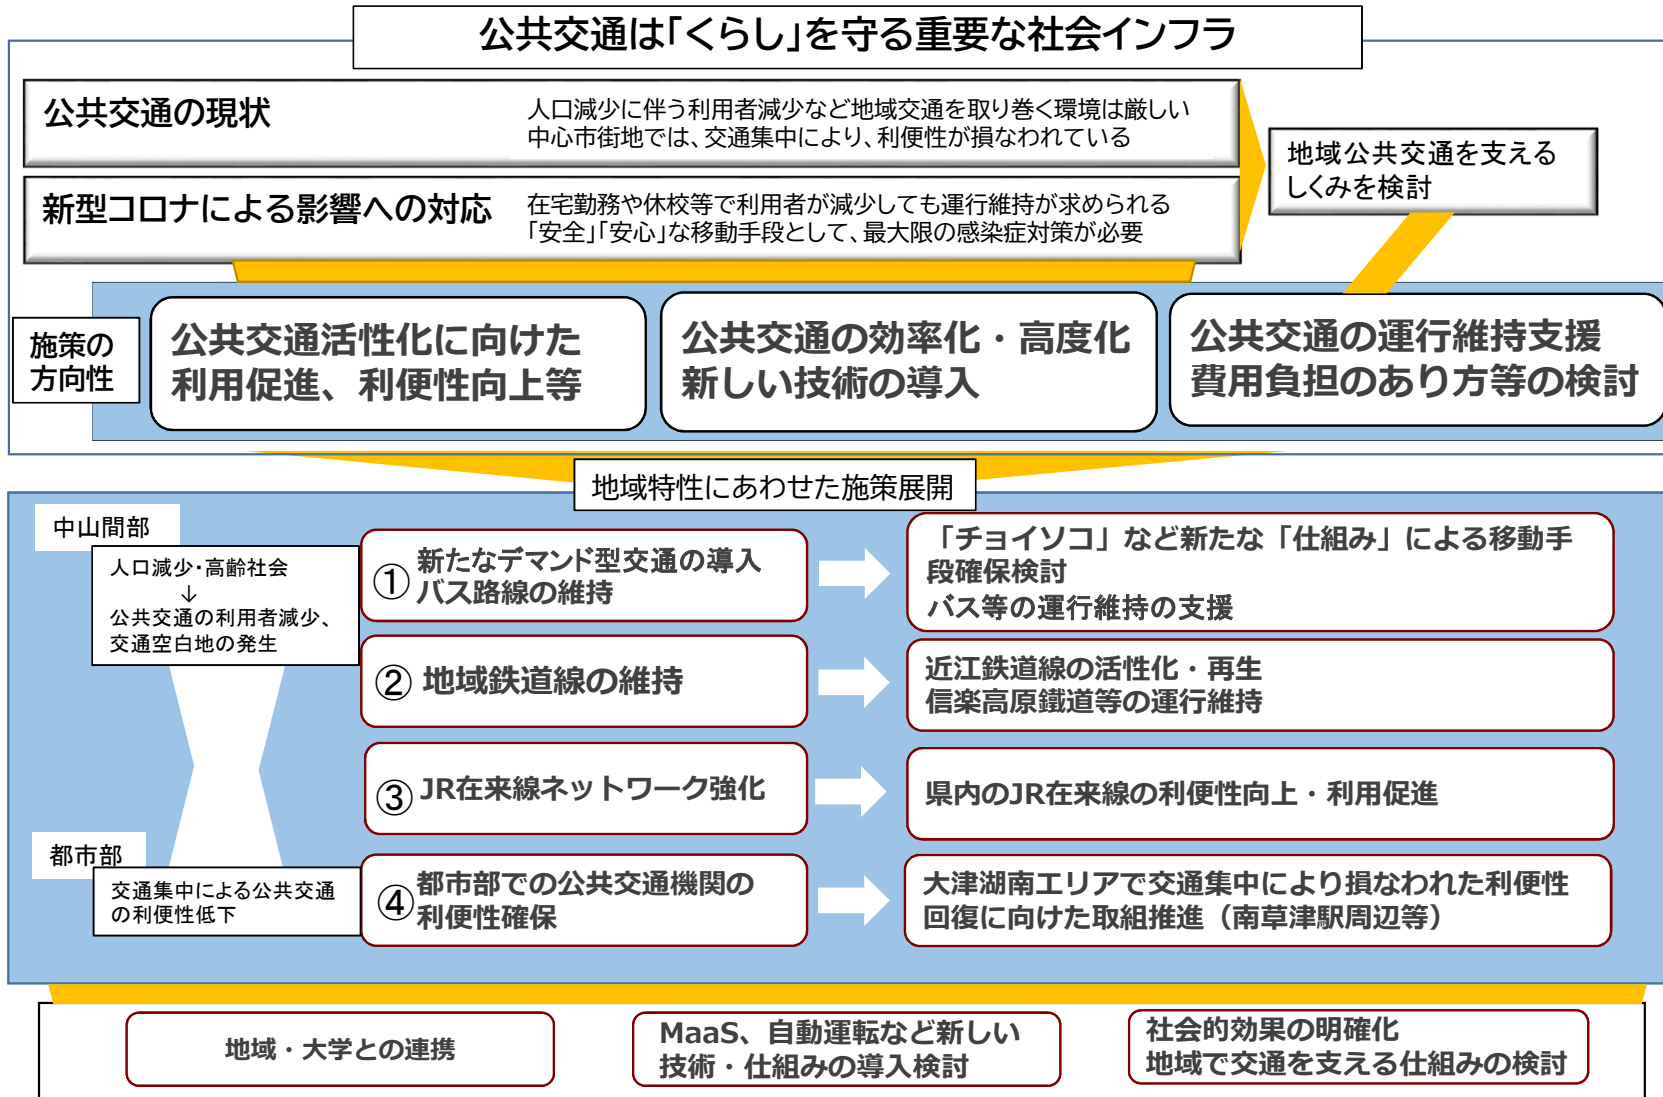 公共交通は「くらし」を守る重要な社会インフラ
公共交通の現状
人口減少に伴う利用者減少など地域交通を取り巻く環境は厳しい
中心市街地では、交通集中により、利便性が損なわれている
新型コロナによる影響への対応
在宅勤務や休校等で利用者が減少しても運行維持が求められる
「安全」「安心」な移動手段として、最大限の感染症対策が必要
地域公共交通を支える
しくみを検討
施策の
方向性
公共交通活性化に向けた
利用促進、利便性向上等
公共交通の効率化・高度化
新しい技術の導入
公共交通の運行維持支援
費用負担のあり方等の検討
地域特性にあわせた施策展開
中山間部
人口減少・高齢社会
↓
公共交通の利用者減少、
交通空白地の発生
① 新たなデマンド型交通の導入
バス路線の維持
「チョイソコ」など新たな「仕組み」による移動手
段確保検討
バス等の運行維持の支援
② 地域鉄道線の維持
近江鉄道線の活性化・再生
信楽高原鐵道等の運行維持
③ JR在来線ネットワーク強化
県内のJR在来線の利便性向上・利用促進
都市部
交通集中による公共交通
の利便性低下
④ 都市部での公共交通機関の
利便性確保
大津湖南エリアで交通集中により損なわれた利便性
回復に向けた取組推進（南草津駅周辺等）
地域・大学との連携
MaaS、自動運転など新しい
技術・仕組みの導入検討
社会的効果の明確化
地域で交通を支える仕組みの検討